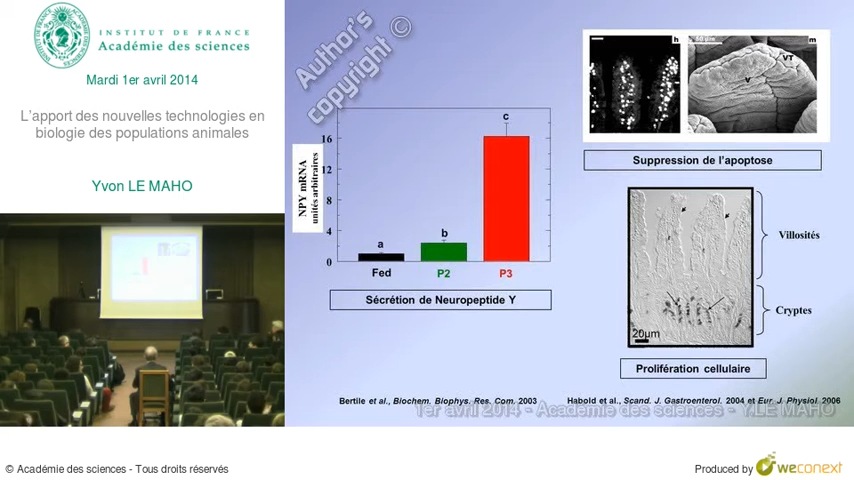 INSTITUT DE FRANCE
Académie des sciences
Mardi 1er avril 2014
L'apport des nouvelles technologies en
biologie des populations animales
Yvon LE MAHO
Author's
copyright ©
NPY mRNA
unités arbitraires
16
12
8
4
0
a
b
c
Fed
P2
P3
Sécrétion de Neuropeptide Y
h
m
VT
V
Suppression de l'apoptose
Villosités
Cryptes
20µm
Prolifération cellulaire
Bertile et al., Biochem. Biophys. Res. Com. 2003
Habold et al., Scand. J. Gastroenterol. 2004 et Eur. J. Physiol. 2006
1er avril 2014 - Académie des sciences - Y.LE MAHO
© Académie des sciences - Tous droits réservés
Produced by weconext